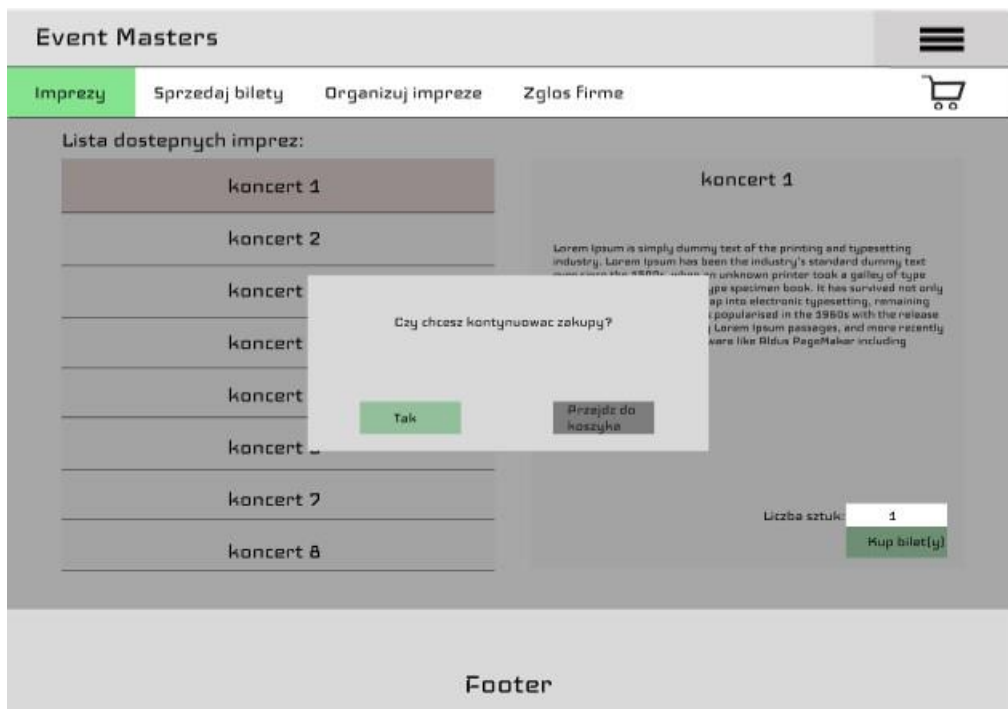 Event Masters
Imprezy Sprzedaj bilety Organizuj impreze Zglos firme
Lista dostepnych imprez:
koncert 1
koncert 2
koncert
koncert
koncert
koncert
koncert 7
koncert 8
koncert 1
Lorem Ipsum is simply dummy text of the printing and typesetting
industry. Lorem Ipsum has been the industry's standard dummy text
ever since the 1500s, when an unknown printer took a galley of type
type specimen book. It has survived not only
into electronic typesetting, remaining
popularised in the 1960s with the release
Lorem Ipsum passages, and more recently
like Aldus PageMaker including
Czy chcesz kontynuowac zakupy?
Tak
Przejdz do
koszyka
Liczba sztuk: 1
Kup bilet(y)
Footer